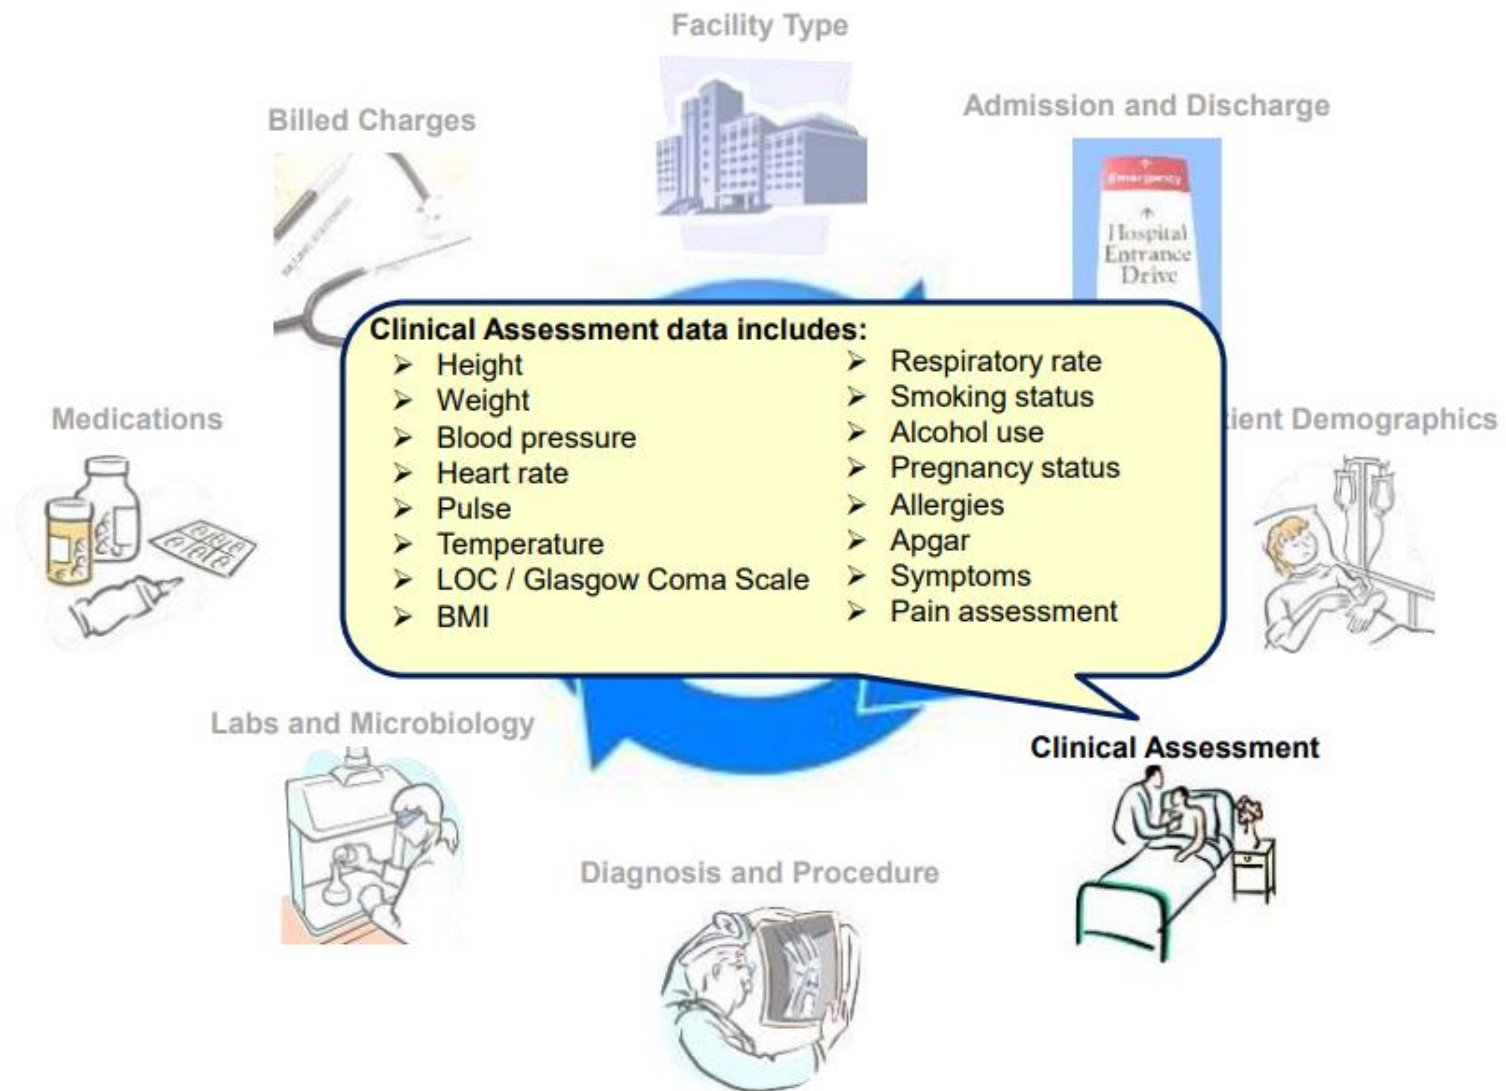 Facility Type
Billed Charges
Admission and Discharge
Emergency
Hospital
Entrance
Drive
Clinical Assessment data includes:
➢ Height
➢ Weight
➢ Blood pressure
➢ Heart rate
➢ Pulse
➢ Temperature
➢ LOC / Glasgow Coma Scale
➢ BMI
➢ Respiratory rate
➢ Smoking status
➢ Alcohol use
➢ Pregnancy status
➢ Allergies
➢ Apgar
➢ Symptoms
➢ Pain assessment
Medications
tient Demographics
Labs and Microbiology
Clinical Assessment
Diagnosis and Procedure